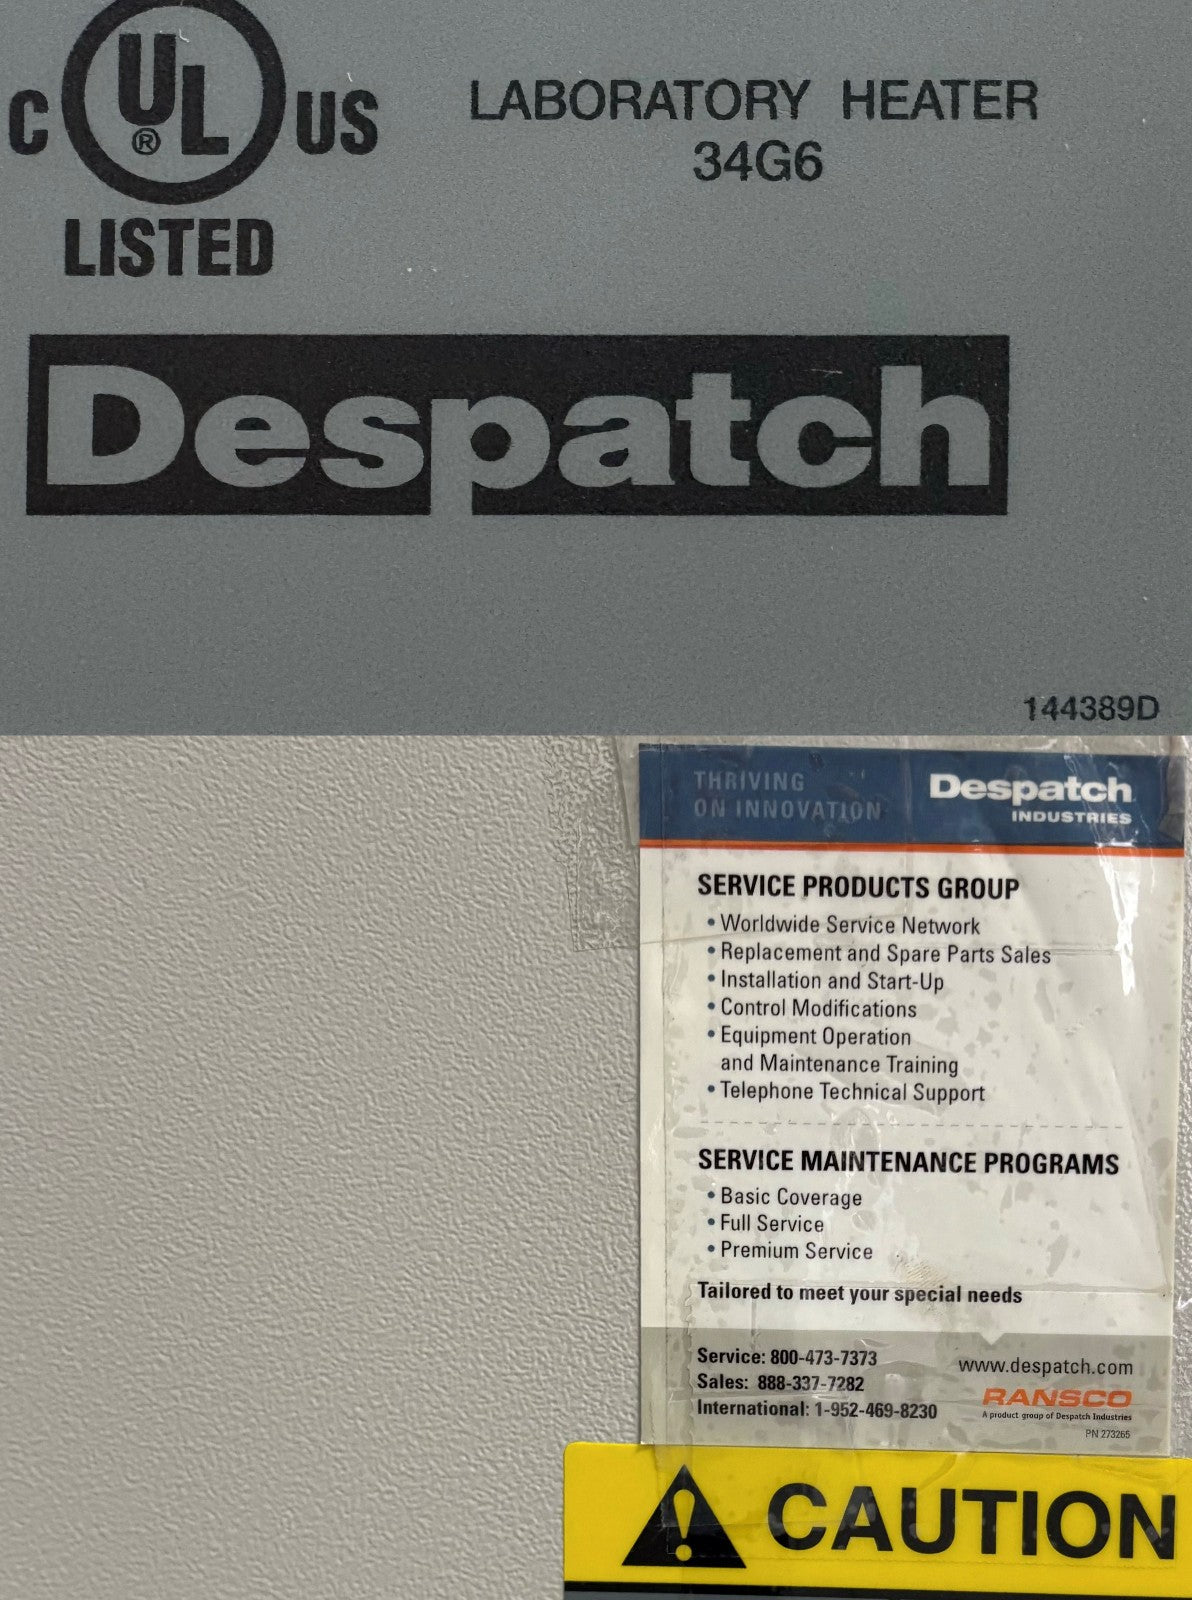 C UL ® US
LISTED
LABORATORY HEATER
34G6
Despatch
144389D
THRIVING
ON INNOVATION
Despatch
INDUSTRIES
SERVICE PRODUCTS GROUP
• Worldwide Service Network
• Replacement and Spare Parts Sales
• Installation and Start-Up
• Control Modifications
• Equipment Operation
and Maintenance Training
• Telephone Technical Support
SERVICE MAINTENANCE PROGRAMS
• Basic Coverage
• Full Service
• Premium Service
Tailored to meet your special needs
Service: 800-473-7373
Sales: 888-337-7282
International: 1-952-469-8230
www.despatch.com
RANSCO
A product group of Despatch Industries
PN 273265
CAUTION